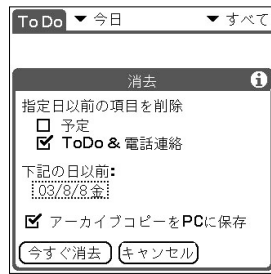 ToDo ▼ 今日 ▼ すべて
消去
指定日以前の項目を削除
予定
ToDo & 電話連絡
下記の日以前:
03/8/8 金
アーカイブコピーをPCに保存
今すぐ消去 キャンセル